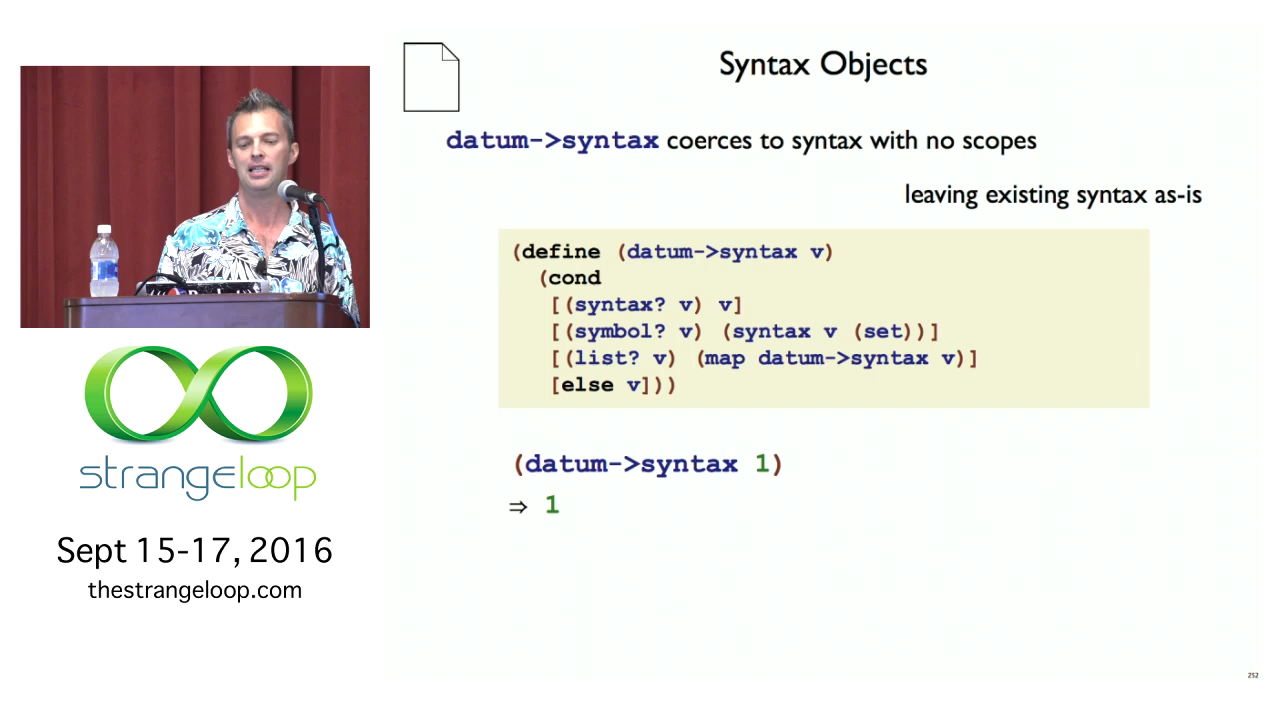 Syntax Objects
datum->syntax coerces to syntax with no scopes
leaving existing syntax as-is
(define (datum->syntax v)
(cond
[(syntax? v) v]
[(symbol? v) (syntax v (set))]
[(list? v) (map datum->syntax v)]
[else v]))
(datum->syntax 1)
⇒ 1
strangeloop
Sept 15-17, 2016
thestrangeloop.com
252